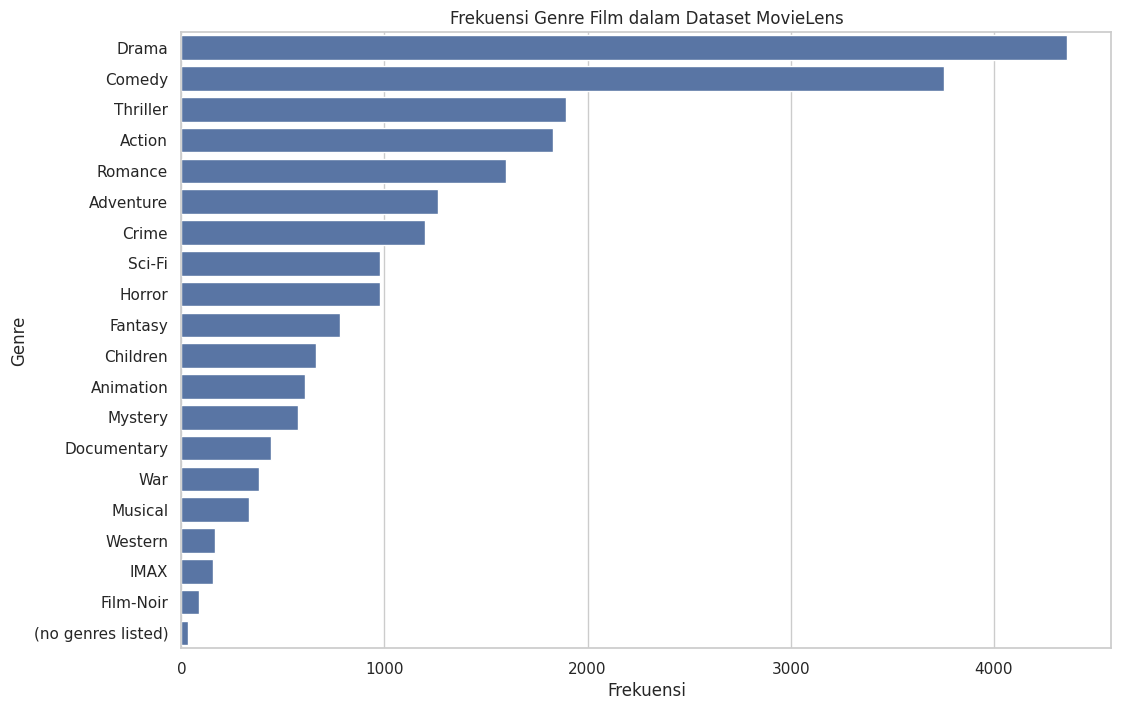 Frekuensi Genre Film dalam Dataset MovieLens
Drama
Comedy
Thriller
Action
Romance
Adventure
Crime
Sci-Fi
Horror
Fantasy
Children
Animation
Mystery
Documentary
War
Musical
Western
IMAX
Film-Noir
(no genres listed)
Genre
0 1000 2000 3000 4000
Frekuensi